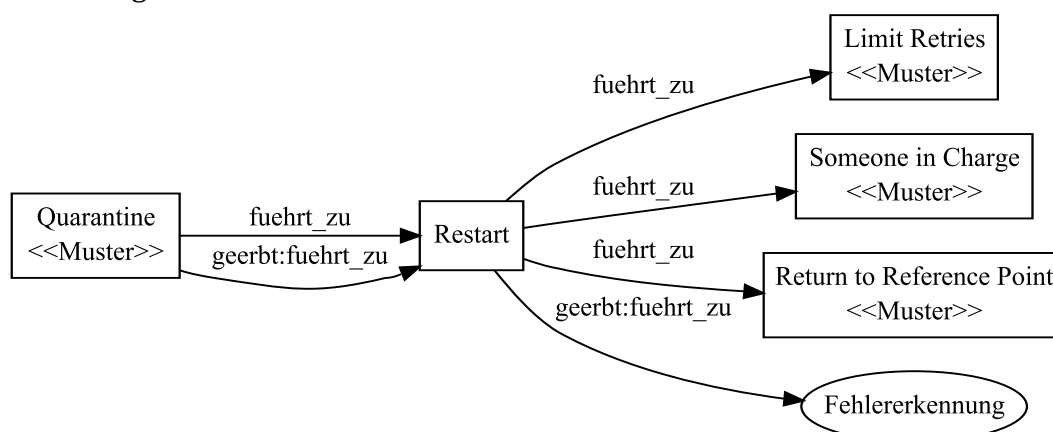 Limit Retries
<<Muster>>
fuehrt_zu
Someone in Charge
<<Muster>>
fuehrt_zu
Quarantine
<<Muster>>
fuehrt_zu
geerbt:fuehrt_zu
Restart
fuehrt_zu
Return to Reference Point
<<Muster>>
geerbt:fuehrt_zu
Fehlererkennung